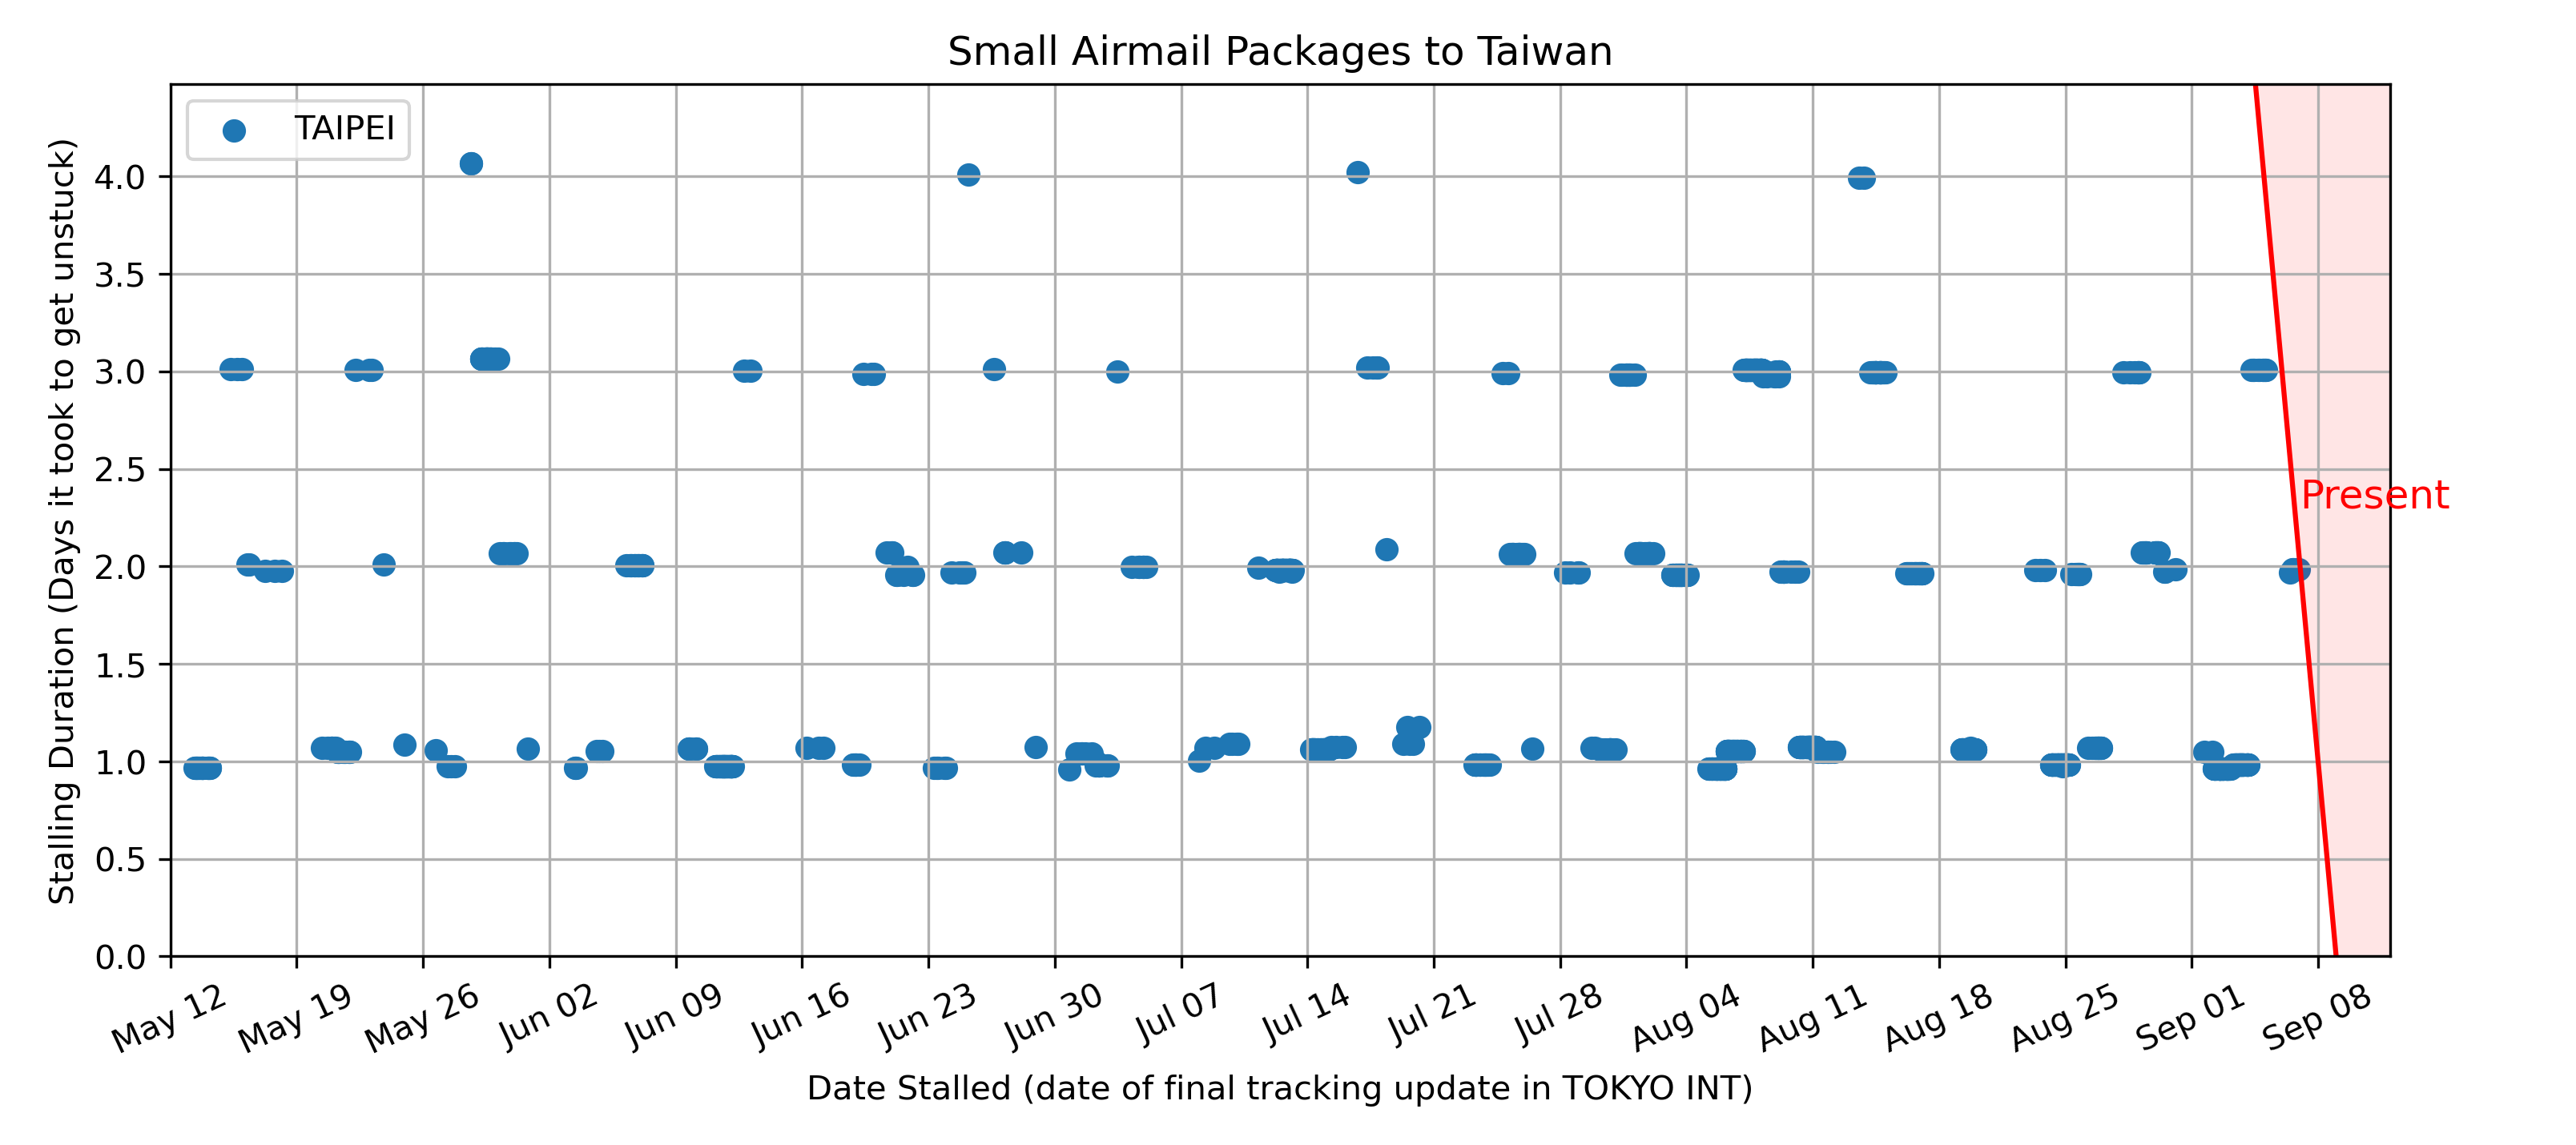 Small Airmail Packages to Taiwan
TAIPEI
Stalling Duration (Days it took to get unstuck)
4.0
3.5
3.0
2.5
2.0
1.5
1.0
0.5
0.0
Present
May 12
May 19
May 26
Jun 02
Jun 09
Jun 16
Jun 23
Jun 30
Jul 07
Jul 14
Jul 21
Jul 28
Aug 04
Aug 11
Aug 18
Aug 25
Sep 01
Sep 08
Date Stalled (date of final tracking update in TOKYO INT)